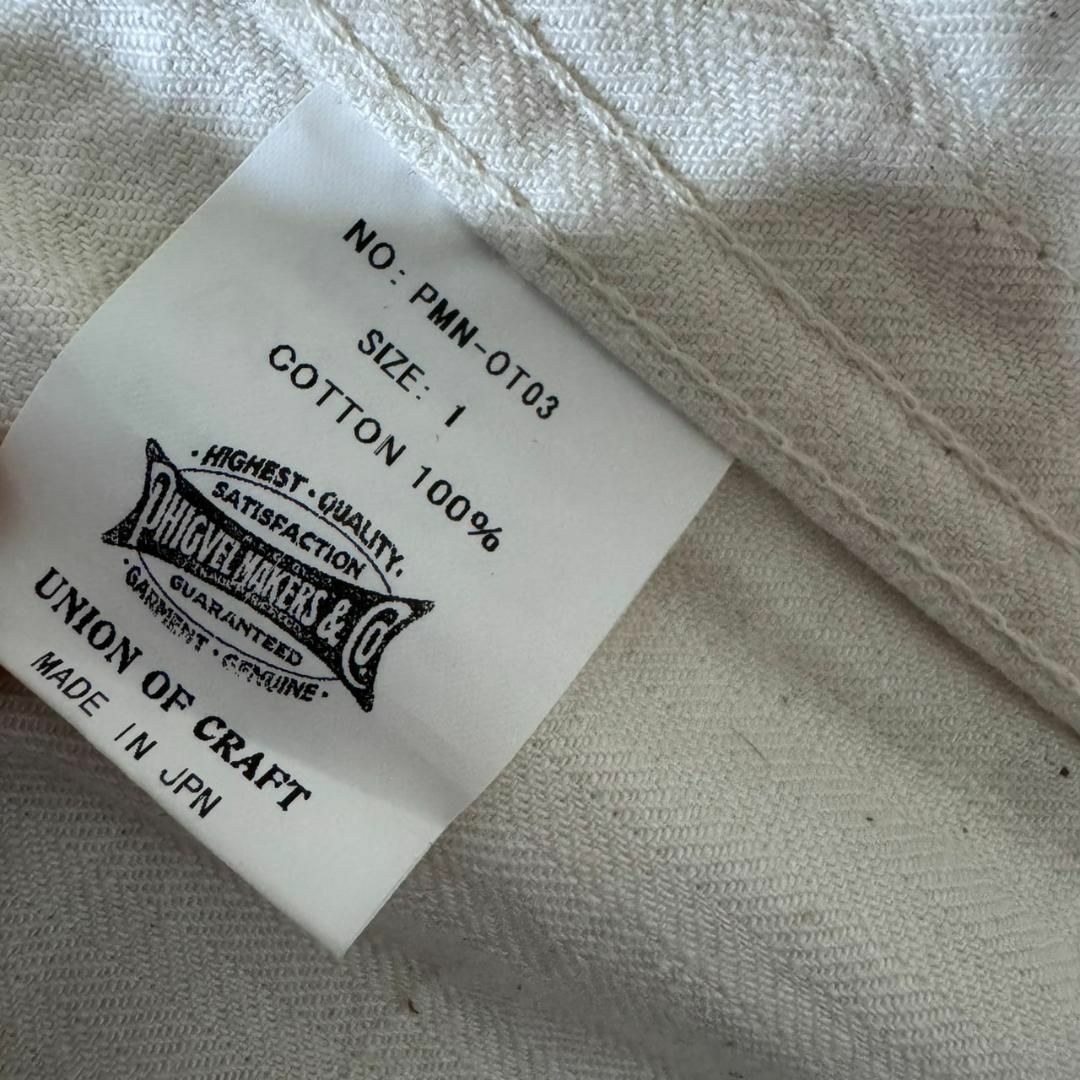 NO: PMN-OT03
SIZE: 1
COTTON 100%
· HIGHEST · QUALITY.
SATISFACTION
PHIGVEL MAKERS & Co.
GUARANTEED
· GARMENT · GENUINE ·
UNION OF CRAFT
MADE IN JPN